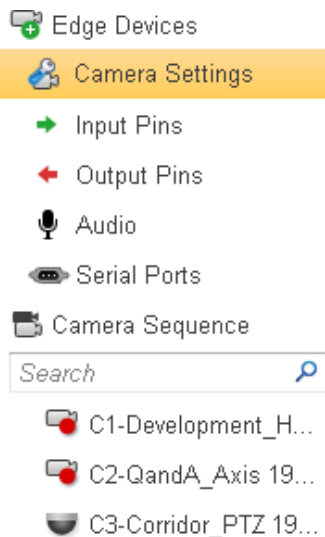 Edge Devices
Camera Settings
Input Pins
Output Pins
Audio
Serial Ports
Camera Sequence
Search
C1-Development_H...
C2-QandA_Axis 19...
C3-Corridor_PTZ 19...